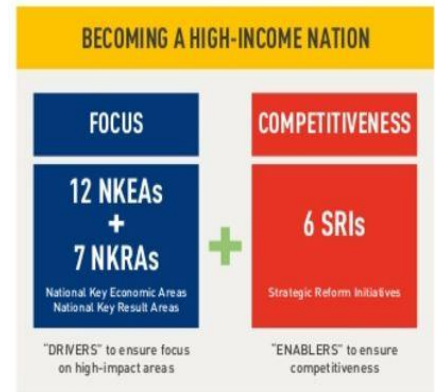 BECOMING A HIGH-INCOME NATION
FOCUS
12 NKEAs
+
7 NKRAs
National Key Economic Areas
National Key Result Areas
"DRIVERS" to ensure focus
on high-impact areas
+
COMPETITIVENESS
6 SRIs
Strategic Reform Initiatives
"ENABLERS" to ensure
competitiveness